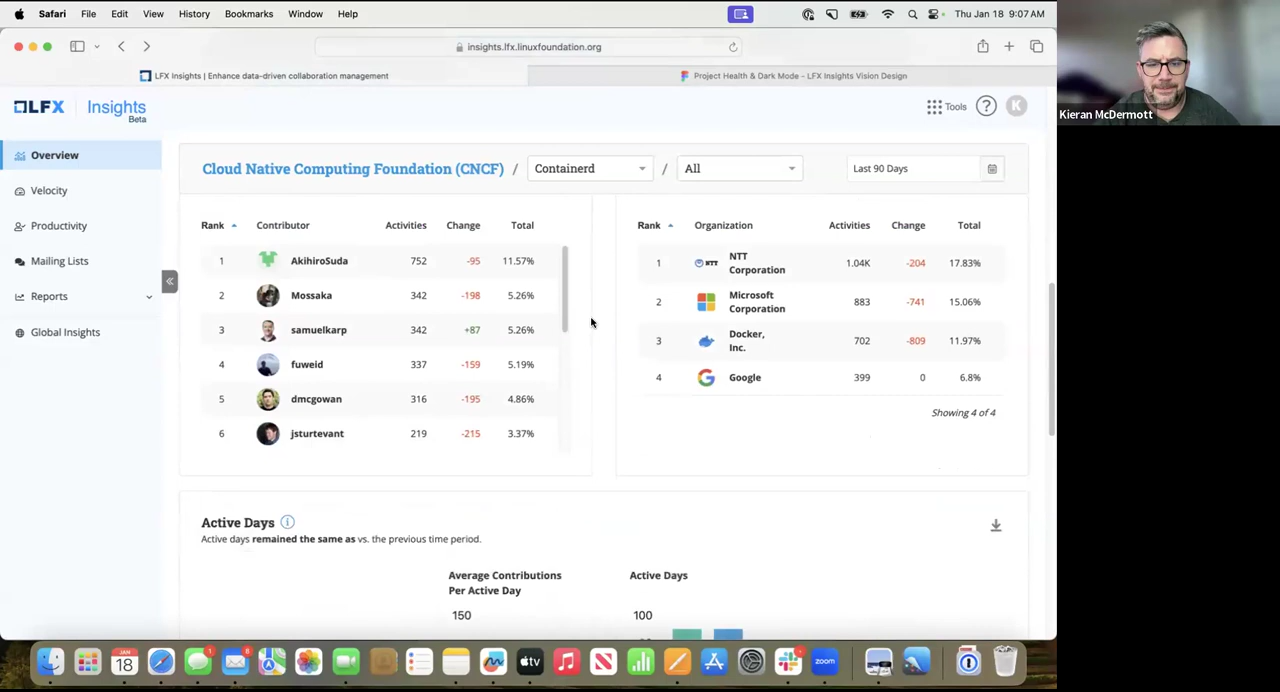 Safari File Edit View History Bookmarks Window Help Thu Jan 18 9:07 AM
insights.lfx.linuxfoundation.org
LFX Insights | Enhance data-driven collaboration management
Project Health & Dark Mode - LFX Insights Vision Design
LFX Insights
Beta
Tools ? K
Kieran McDermott
Overview
Velocity
Productivity
Mailing Lists
Reports
Global Insights
Cloud Native Computing Foundation (CNCF) / Containerd / All Last 90 Days
Rank Contributor Activities Change Total
1 AkihiroSuda 752 -95 11.57%
2 Mossaka 342 -198 5.26%
3 samuelkarp 342 +87 5.26%
4 fuweid 337 -159 5.19%
5 dmcgowan 316 -195 4.86%
6 jsturtevant 219 -215 3.37%
Rank Organization Activities Change Total
1 NTT NTT Corporation 1.04K -204 17.83%
2 Microsoft Corporation 883 -741 15.06%
3 Docker, Inc. 702 -809 11.97%
4 Google 399 0 6.8%
Showing 4 of 4
Active Days
Active days remained the same as vs. the previous time period.
Average Contributions
Per Active Day
150
Active Days
100
JAN
18
1
8
tv
1
zoom